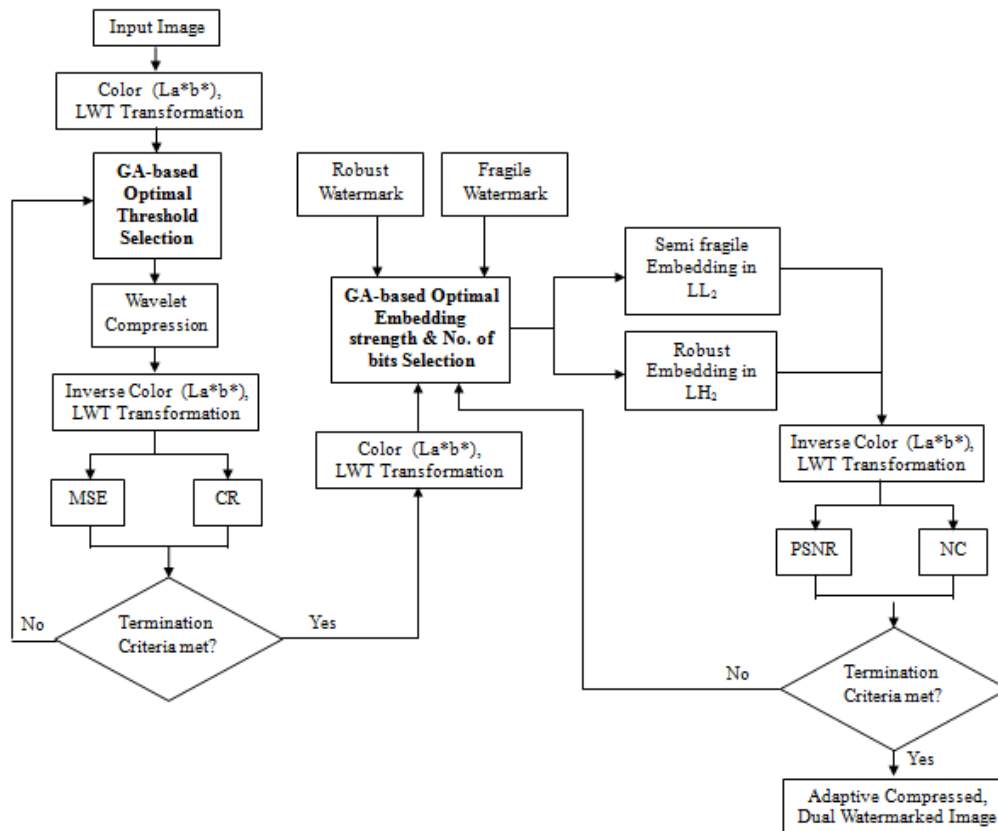 Input Image
Color (La*b*),
LWT Transformation
GA-based
Optimal
Threshold
Selection
Wavelet
Compression
Inverse Color (La*b*),
LWT Transformation
MSE
CR
Termination
Criteria met?
No
Yes
Robust
Watermark
Fragile
Watermark
GA-based Optimal
Embedding
strength & No. of
bits Selection
Color (La*b*),
LWT Transformation
Semi fragile
Embedding in
LL₂
Robust
Embedding in
LH₂
Inverse Color (La*b*),
LWT Transformation
PSNR
NC
Termination
Criteria met?
No
Yes
Adaptive Compressed,
Dual Watermarked Image